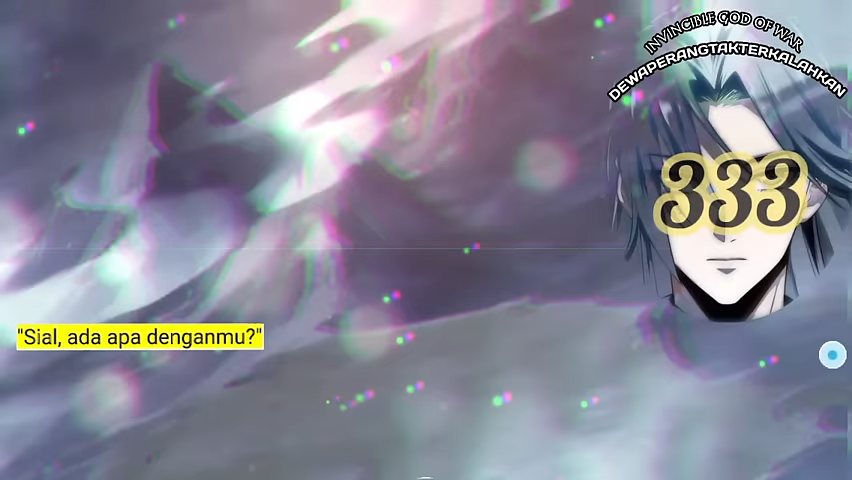 INVINCIBLE GOD OF WAR
DEWAPERANGTAKTERKALAHKAN
333
"Sial, ada apa denganmu?"